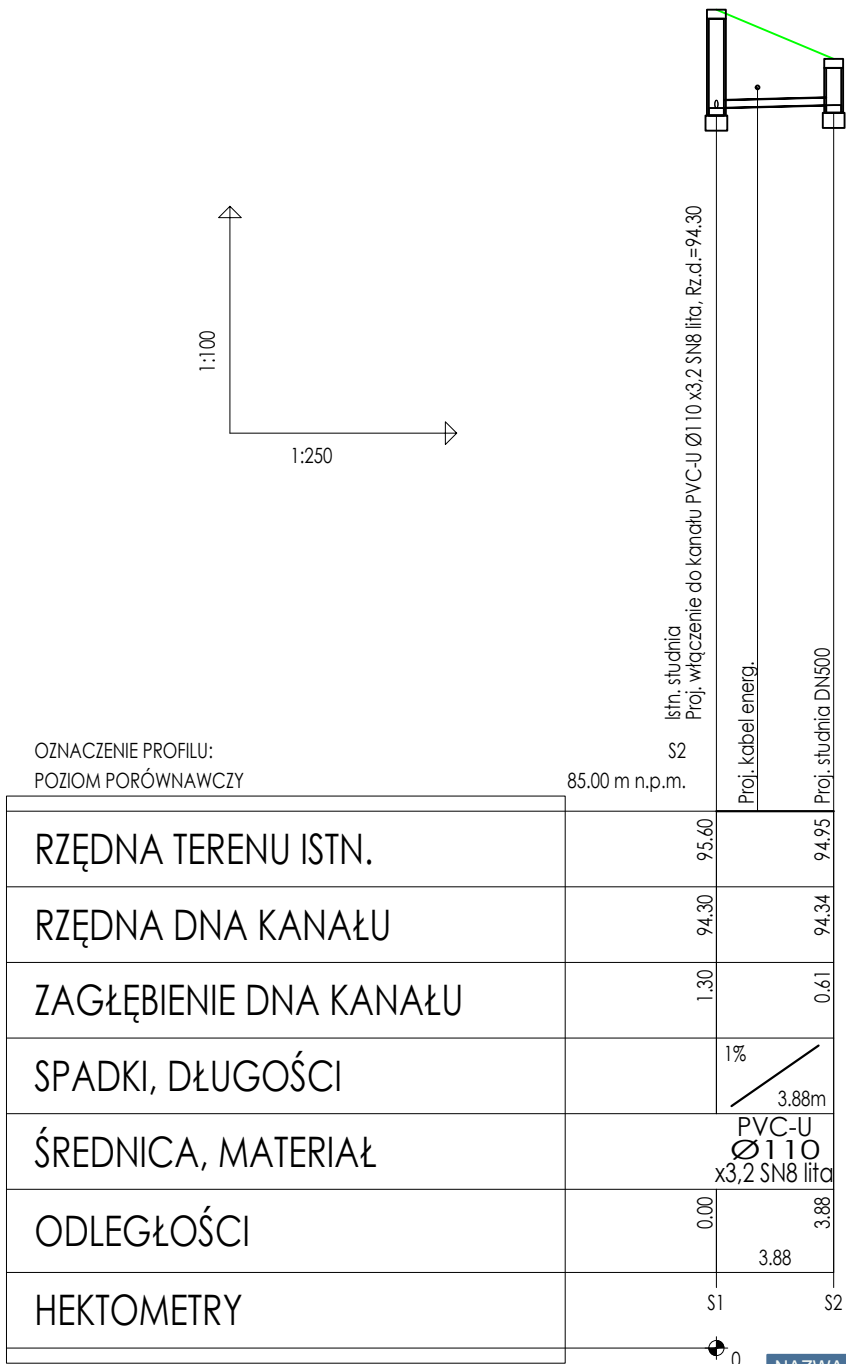 1:100
1:250
Istn. studnia
Proj. włączenie do kanału PVC-U Ø110 x3,2 SN8 lita, Rz.d.=94.30
Proj. kabel energ.
Proj. studnia DN500
OZNACZENIE PROFILU: S2
POZIOM PORÓWNAWCZY 85.00 m n.p.m.
RZĘDNA TERENU ISTN. 95.60 94.95
RZĘDNA DNA KANAŁU 94.30 94.34
ZAGŁĘBIENIE DNA KANAŁU 1.30 0.61
SPADKI, DŁUGOŚCI 1% 3.88m
ŚREDNICA, MATERIAŁ PVC-U
Ø110
x3,2 SN8 lita
ODLEGŁOŚCI 0.00 3.88
3.88
HEKTOMETRY S1 S2
0
NAZWA